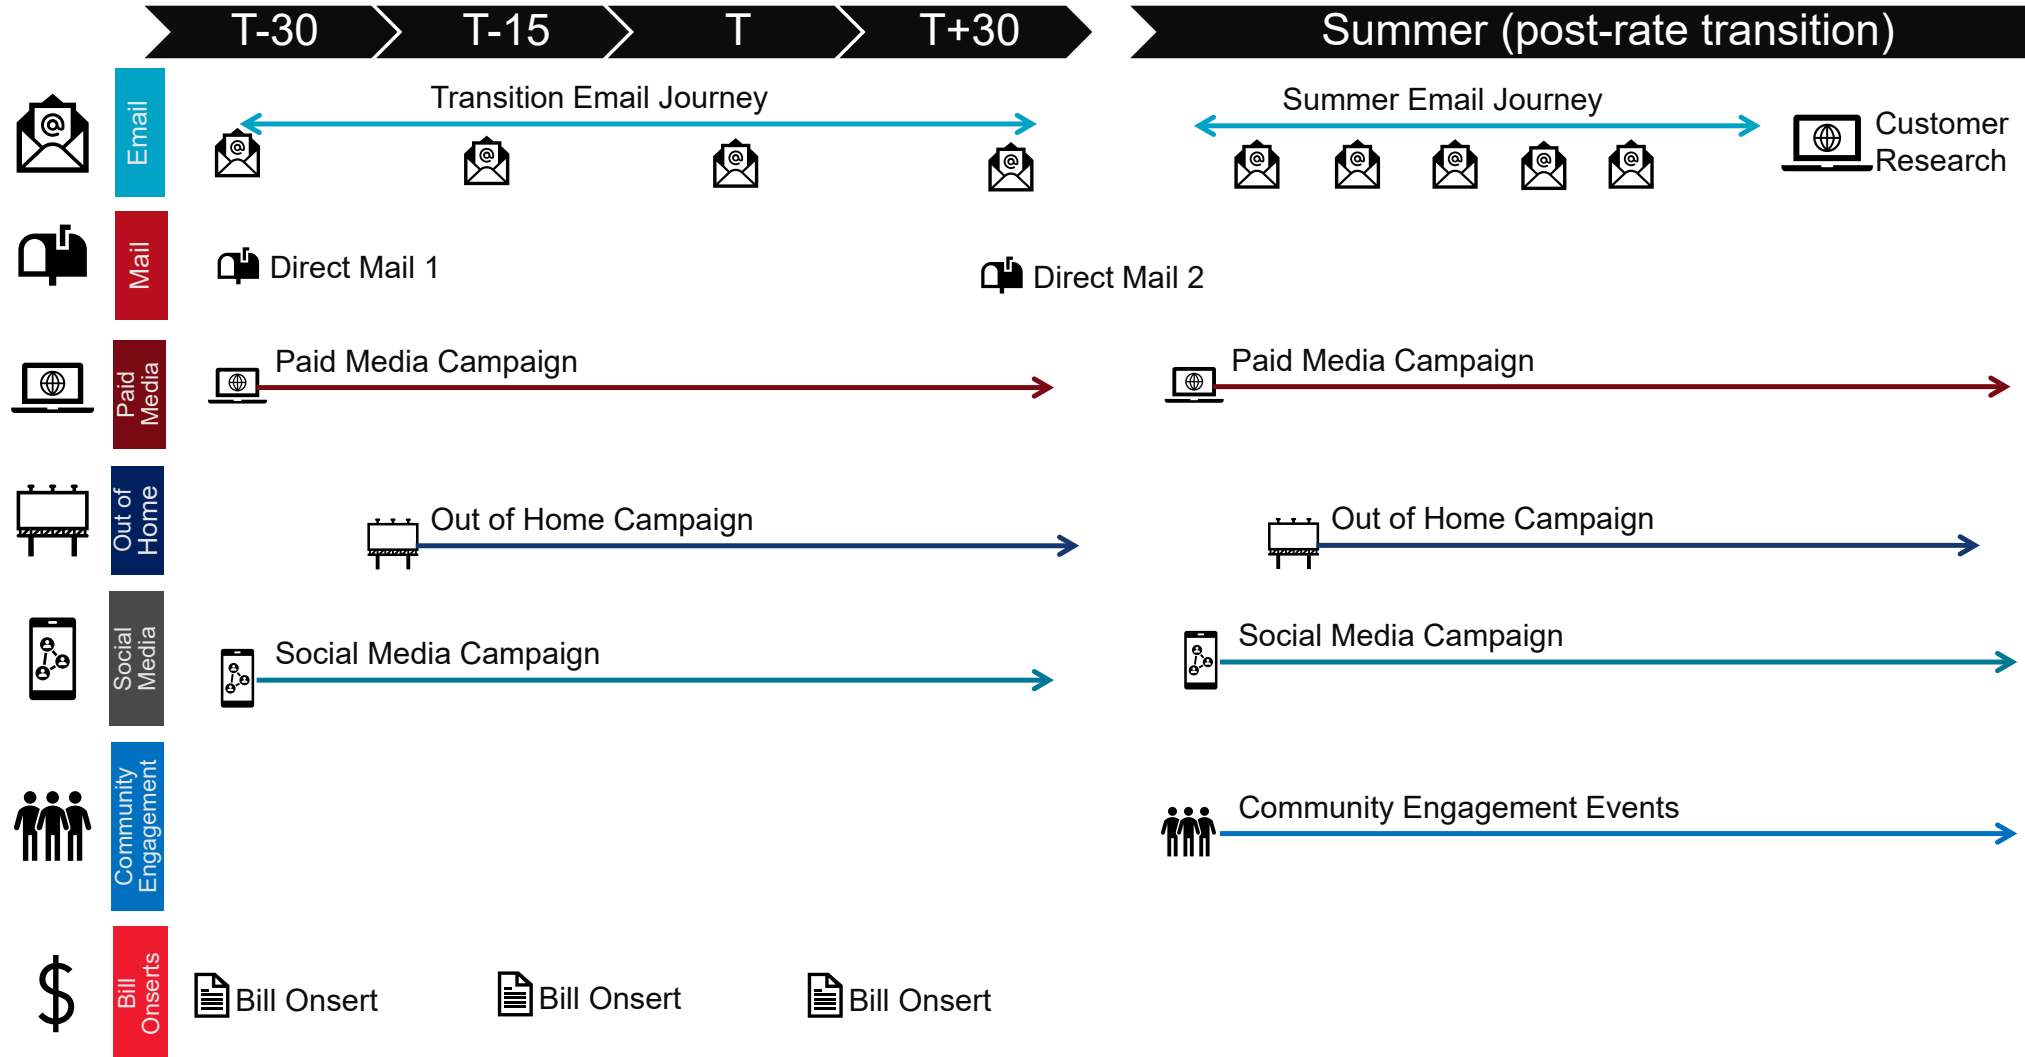 T-30
T-15
T
T+30
Summer (post-rate transition)
Email
Transition Email Journey
Summer Email Journey
Customer
Research
Mail
Direct Mail 1
Direct Mail 2
Paid
Media
Paid Media Campaign
Paid Media Campaign
Out of
Home
Out of Home Campaign
Out of Home Campaign
Social
Media
Social Media Campaign
Social Media Campaign
Community
Engagement
Community Engagement Events
Bill
Onserts
Bill Onsert
Bill Onsert
Bill Onsert